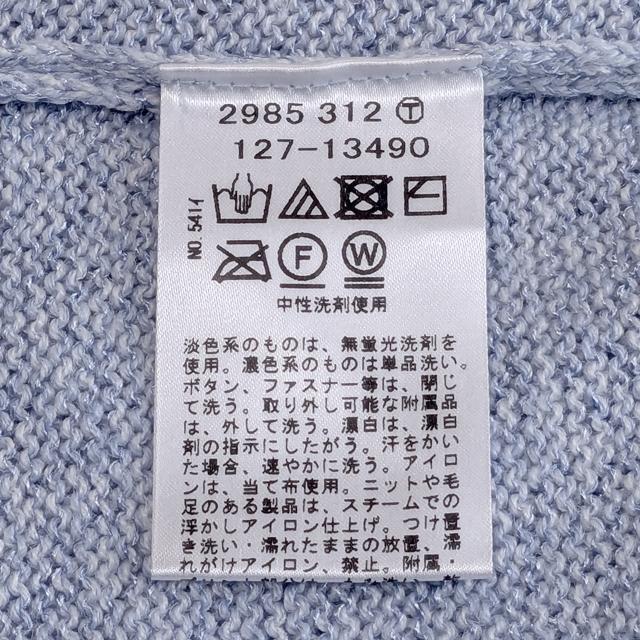 2985 312 Ⓣ
127-13490
NO. 541イ
F
W
中性洗剤使用
淡色系のものは、無蛍光洗剤を
使用。濃色系のものは単品洗い。
ボタン、ファスナー等は、閉じ
て洗う。取り外し可能な附属品
は、外して洗う。漂白は、漂白
剤の指示にしたがう。汗をかい
た場合、速やかに洗う。アイロ
ンは、当て布使用。ニットや毛
足のある製品は、スチームでの
浮かしアイロン仕上げ。つけ置
き洗い・濡れたままの放置、濡
れがけアイロン、禁止。附属・